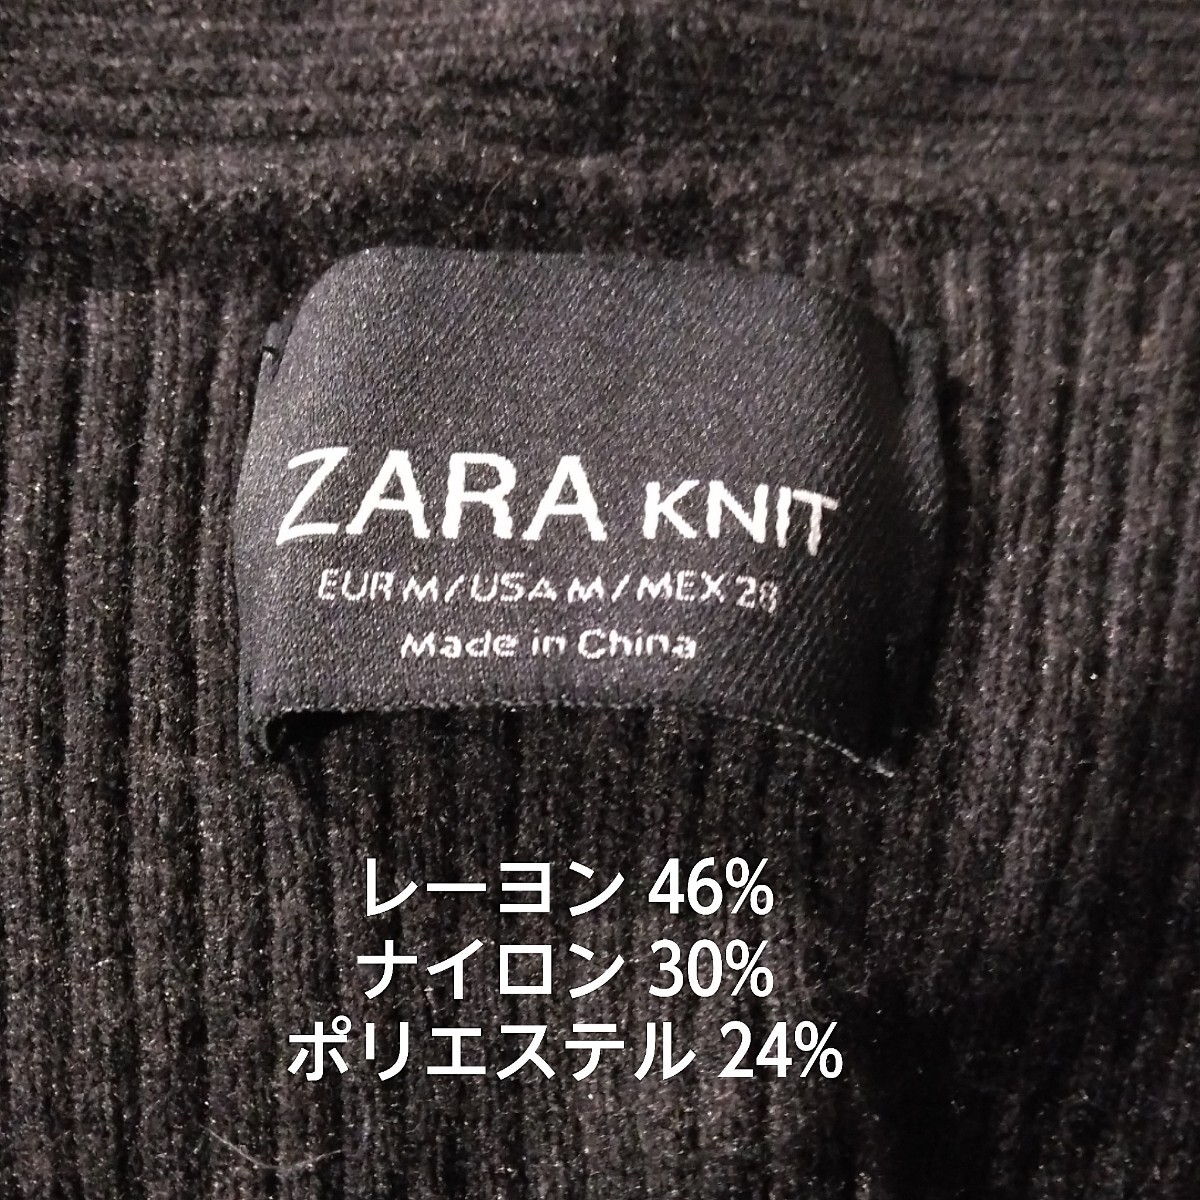 ZARA KNIT
EUR M/USA M/MEX 28
Made in China
レーヨン 46%
ナイロン 30%
ポリエステル 24%